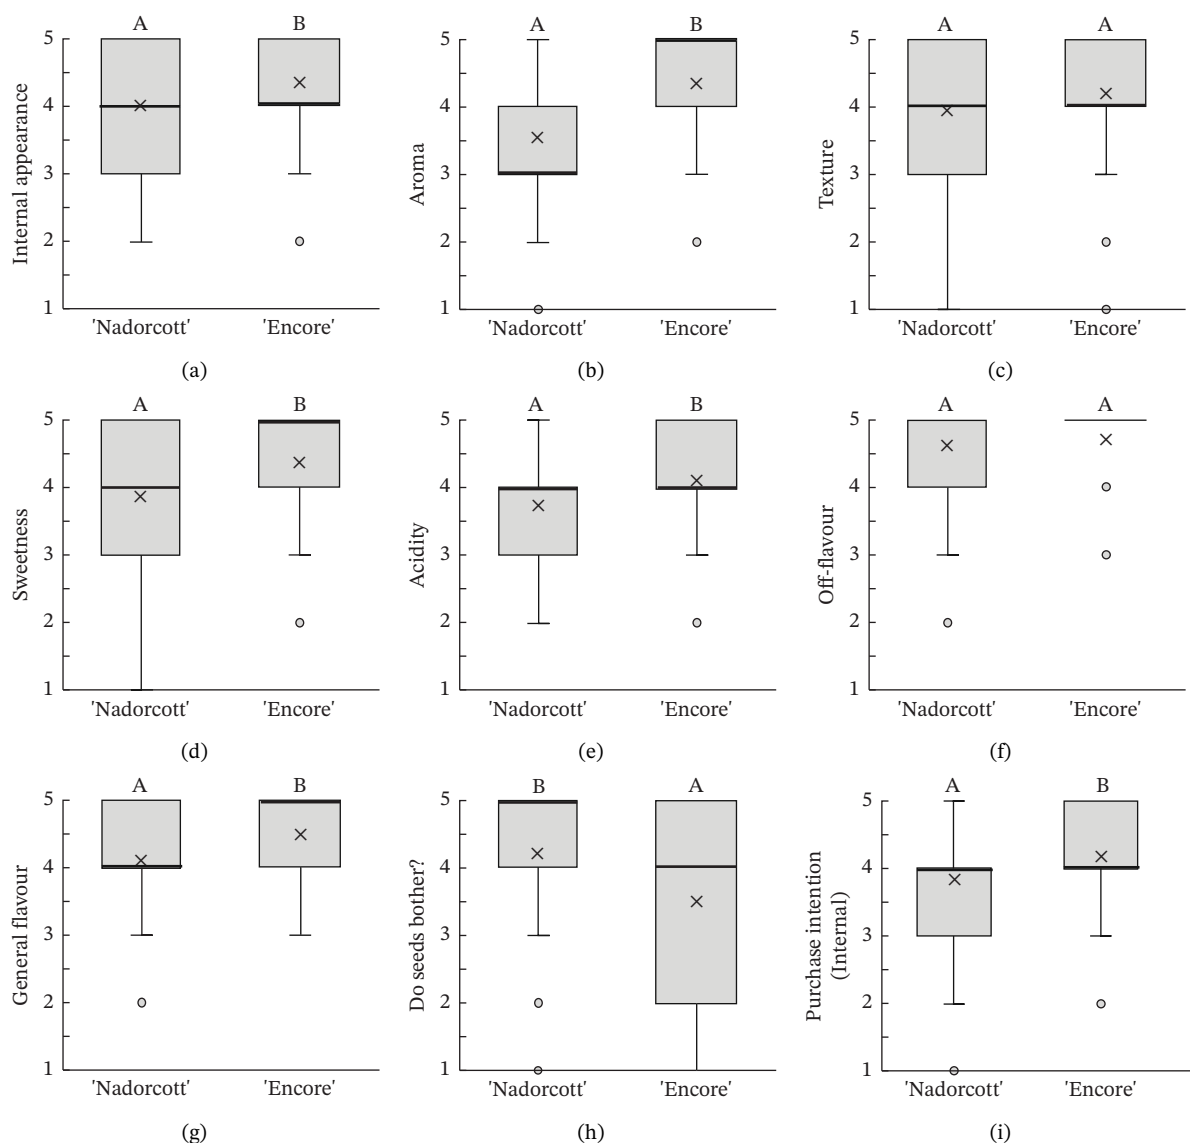 A B
Internal appearance
5
4
3
2
1
'Nadorcott' 'Encore'
(a)
A B
Aroma
5
4
3
2
1
'Nadorcott' 'Encore'
(b)
A A
Texture
5
4
3
2
1
'Nadorcott' 'Encore'
(c)
A B
Sweetness
5
4
3
2
1
'Nadorcott' 'Encore'
(d)
A B
Acidity
5
4
3
2
1
'Nadorcott' 'Encore'
(e)
A A
Off-flavour
5
4
3
2
1
'Nadorcott' 'Encore'
(f)
A B
General flavour
5
4
3
2
1
'Nadorcott' 'Encore'
(g)
B A
Do seeds bother?
5
4
3
2
1
'Nadorcott' 'Encore'
(h)
A B
Purchase intention
(Internal)
5
4
3
2
1
'Nadorcott' 'Encore'
(i)